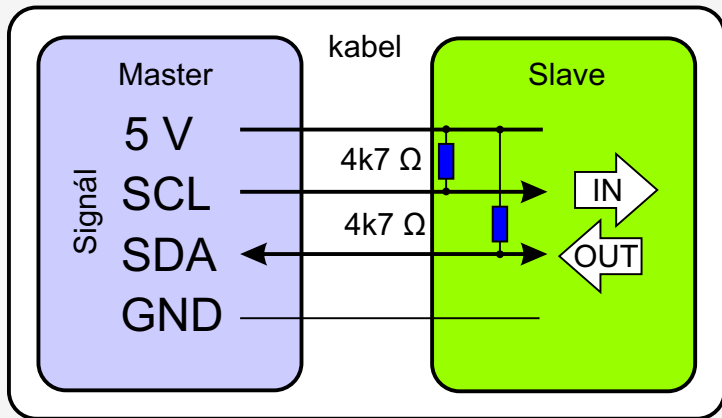 kabel
Master
Slave
Signál
5 V
SCL
SDA
GND
4k7 Ω
4k7 Ω
IN
OUT